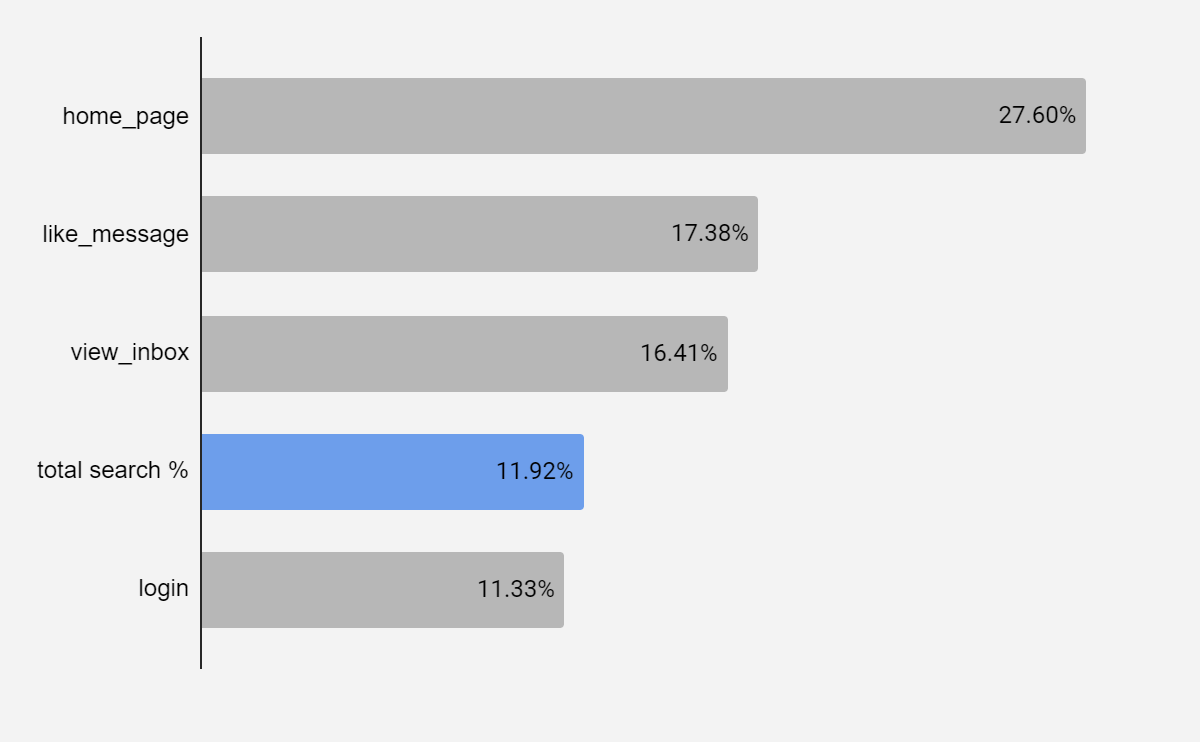 home_page 27.60%
like_message 17.38%
view_inbox 16.41%
total search % 11.92%
login 11.33%